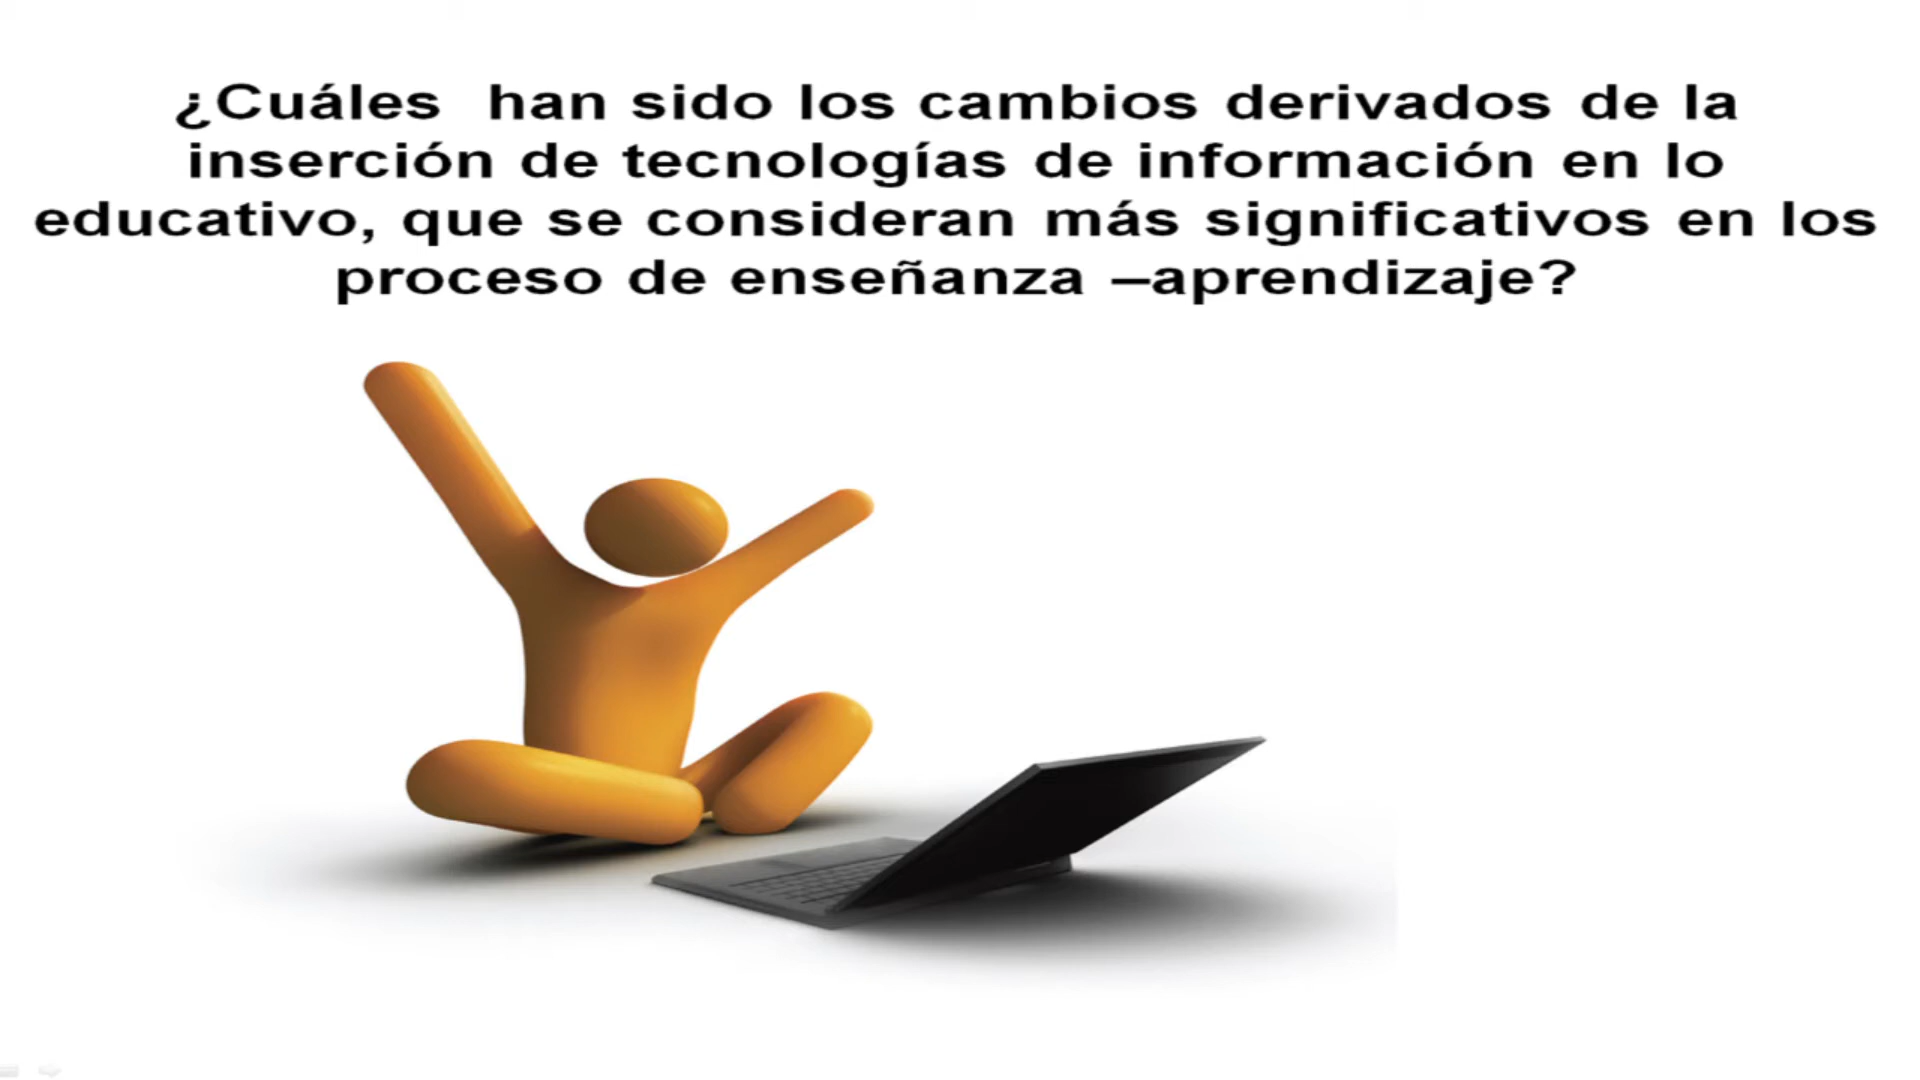 ¿Cuáles  han sido los cambios derivados de la
inserción de tecnologías de información en lo
educativo, que se consideran más significativos en los
proceso de enseñanza –aprendizaje?